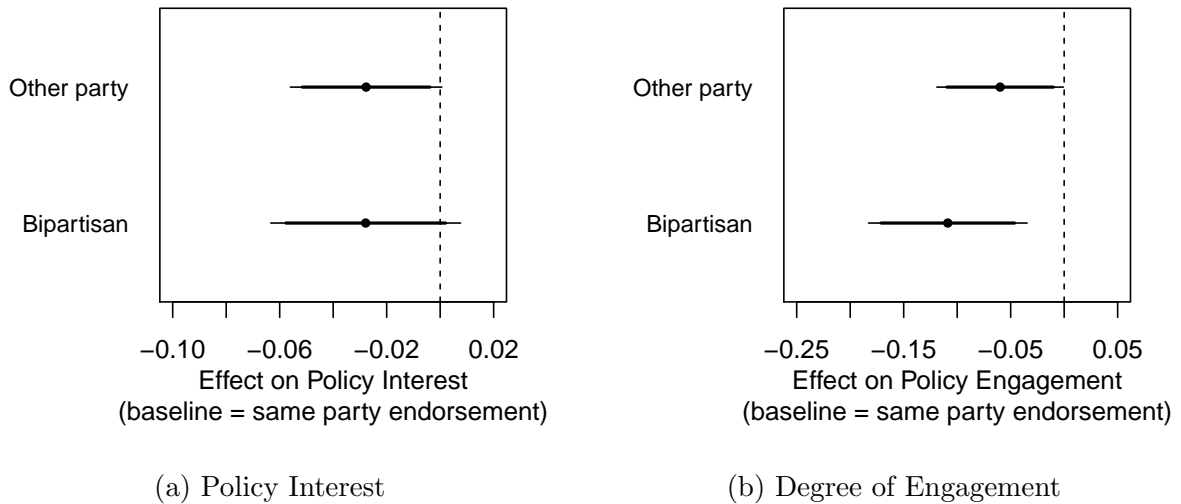 Other party
Bipartisan
−0.10 −0.06 −0.02 0.02
Effect on Policy Interest
(baseline = same party endorsement)
(a) Policy Interest
Other party
Bipartisan
−0.25 −0.15 −0.05 0.05
Effect on Policy Engagement
(baseline = same party endorsement)
(b) Degree of Engagement